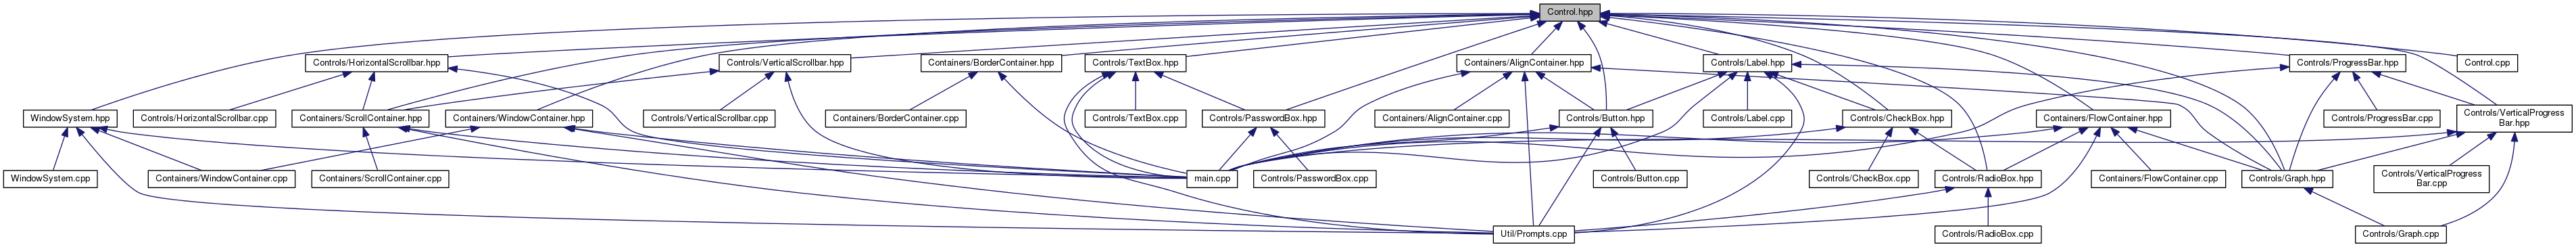 Control.hpp
Controls/HorizontalScrollbar.hpp
Controls/VerticalScrollbar.hpp
Containers/BorderContainer.hpp
Controls/TextBox.hpp
Containers/AlignContainer.hpp
Controls/Label.hpp
Controls/ProgressBar.hpp
Control.cpp
WindowSystem.hpp
Controls/HorizontalScrollbar.cpp
Containers/ScrollContainer.hpp
Containers/WindowContainer.hpp
Controls/VerticalScrollbar.cpp
Containers/BorderContainer.cpp
Controls/TextBox.cpp
Controls/PasswordBox.hpp
Containers/AlignContainer.cpp
Controls/Button.hpp
Controls/Label.cpp
Controls/CheckBox.hpp
Containers/FlowContainer.hpp
Controls/ProgressBar.cpp
Controls/VerticalProgress
Bar.hpp
WindowSystem.cpp
Containers/WindowContainer.cpp
Containers/ScrollContainer.cpp
main.cpp
Controls/PasswordBox.cpp
Controls/Button.cpp
Controls/CheckBox.cpp
Controls/RadioBox.hpp
Containers/FlowContainer.cpp
Controls/Graph.hpp
Controls/VerticalProgress
Bar.cpp
Util/Prompts.cpp
Controls/RadioBox.cpp
Controls/Graph.cpp